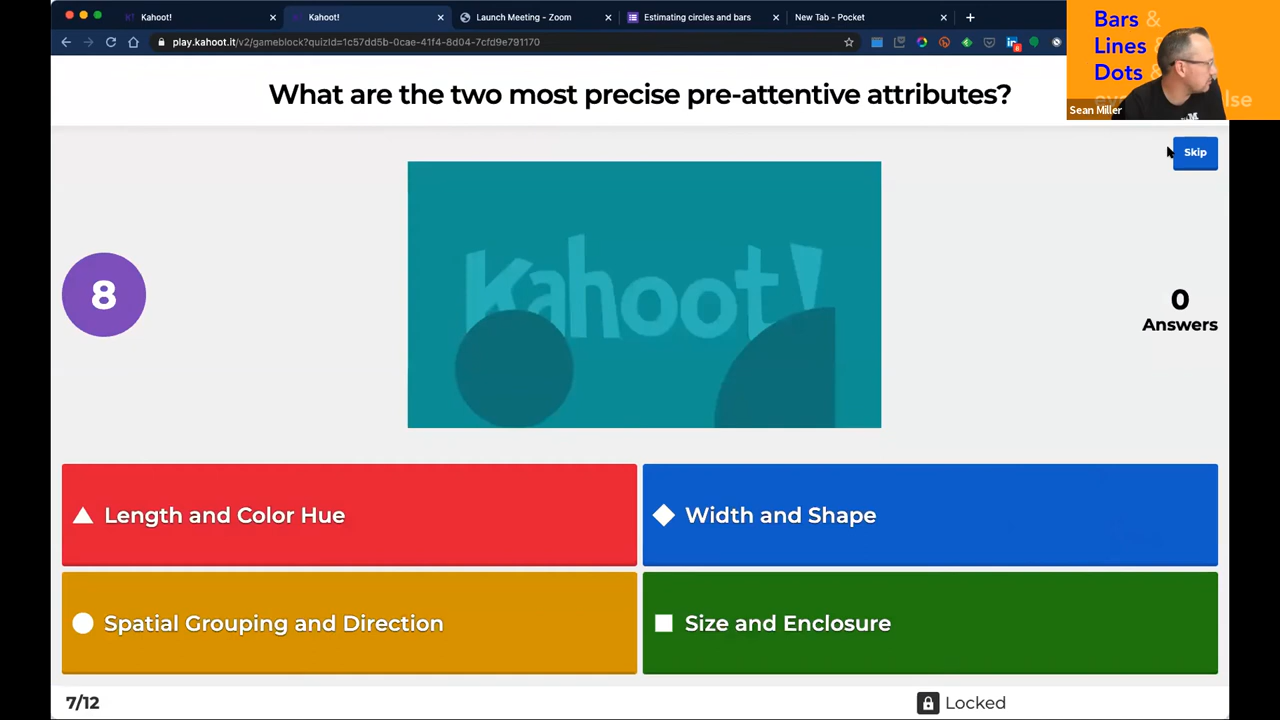 Kahoot!
Kahoot!
Launch Meeting - Zoom
Estimating circles and bars
New Tab - Pocket
play.kahoot.it/v2/gameblock?quizId=1c57dd5b-0cae-41f4-8d04-7cfd9e791170
Bars &
Lines &
Dots &
Sean Miller
What are the two most precise pre-attentive attributes?
Skip
Kahoot!
8
0
Answers
Length and Color Hue
Width and Shape
Spatial Grouping and Direction
Size and Enclosure
7/12
Locked